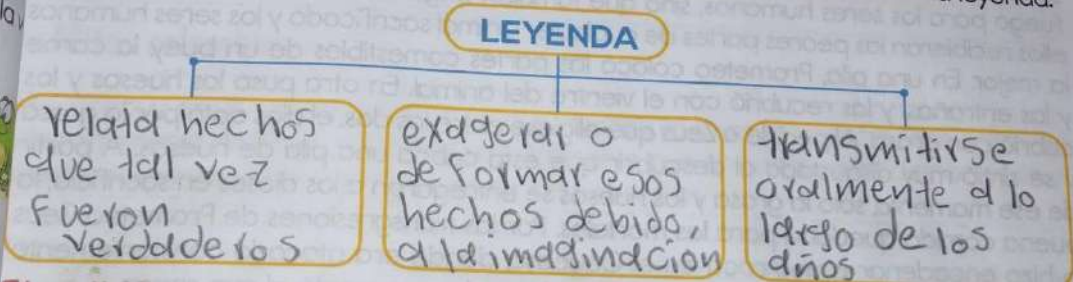 LEYENDA
relata hechos
que tal vez
fueron
verdaderos
exagerar o
deformar esos
hechos debido,
a la imaginacion
transmitirse
oralmente a lo
largo de los
años